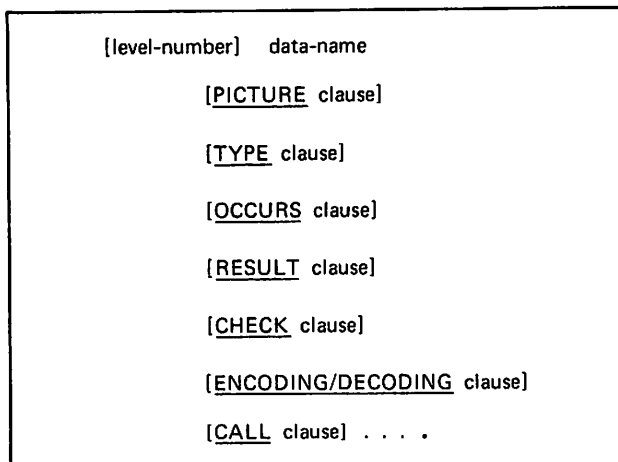 [level-number] data-name
[PICTURE clause]
[TYPE clause]
[OCCURS clause]
[RESULT clause]
[CHECK clause]
[ENCODING/DECODING clause]
[CALL clause] . . . .